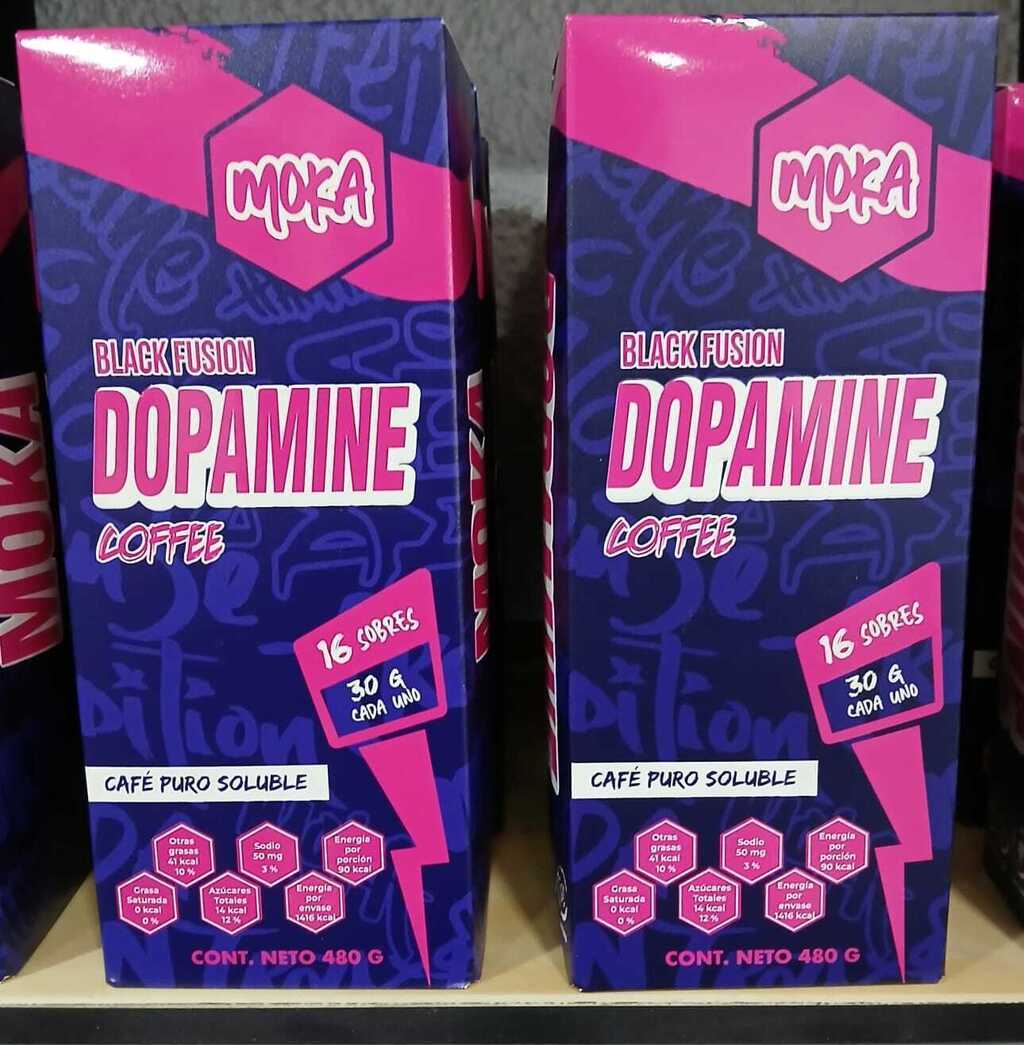 MOKA
BLACK FUSION
DOPAMINE
COFFEE
16 SOBRES
30 G
CADA UNO
CAFÉ PURO SOLUBLE
Otras
grasas
41 kcal
10 %
Sodio
50 mg
3 %
Energía
por
porción
90 kcal
Grasa
Saturada
0 kcal
0 %
Azúcares
Totales
14 kcal
12 %
Energía
por
envase
1416 kcal
CONT. NETO 480 G
MOKA
BLACK FUSION
DOPAMINE
COFFEE
16 SOBRES
30 G
CADA UNO
CAFÉ PURO SOLUBLE
Otras
grasas
41 kcal
10 %
Sodio
50 mg
3 %
Energía
por
porción
90 kcal
Grasa
Saturada
0 kcal
0 %
Azúcares
Totales
14 kcal
12 %
Energía
por
envase
1416 kcal
CONT. NETO 480 G
MOKA
MOKA